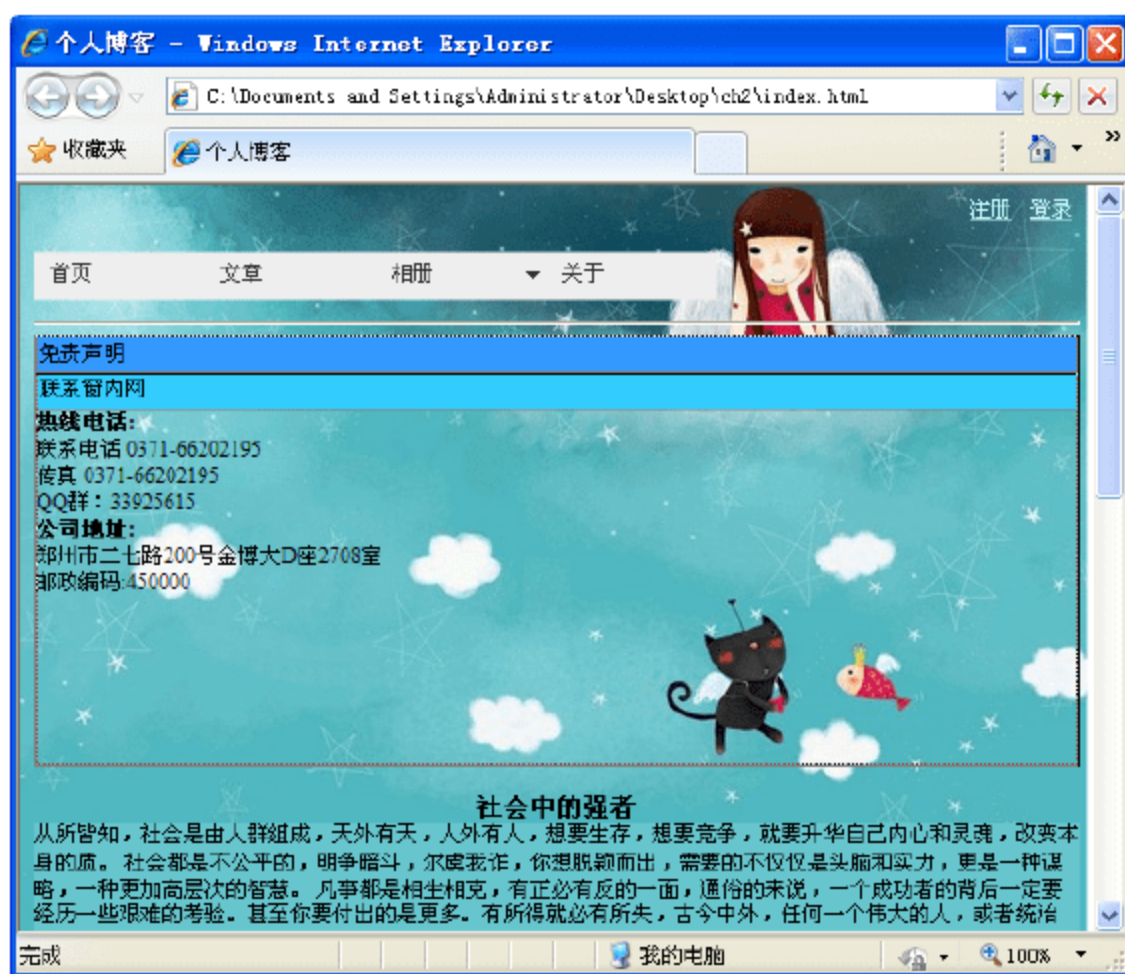 个人博客 - Windows Internet Explorer
C:\Documents and Settings\Administrator\Desktop\ch2\index.html
收藏夹
个人博客
注册 登录
首页 文章 相册 关于
免责声明
联系窗内网
热线电话:
联系电话 0371-66202195
传真 0371-66202195
QQ群：33925615
公司地址:
郑州市二七路200号金博大D座2708室
邮政编码:450000
社会中的强者
从所皆知，社会是由人群组成，天外有天，人外有人，想要生存，想要竞争，就要升华自己内心和灵魂，改变本
身的质。社会都是不公平的，明争暗斗，尔虞我诈，你想脱颖而出，需要的不仅仅是头脑和实力，更是一种谋
略，一种更加高层次的智慧。凡事都是相生相克，有正必有反的一面，通俗的来说，一个成功者的背后一定要
经历一些艰难的考验。甚至你要付出的是更多。有所得就必有所失，古今中外，任何一个伟大的人，或者统治
完成 我的电脑 100%